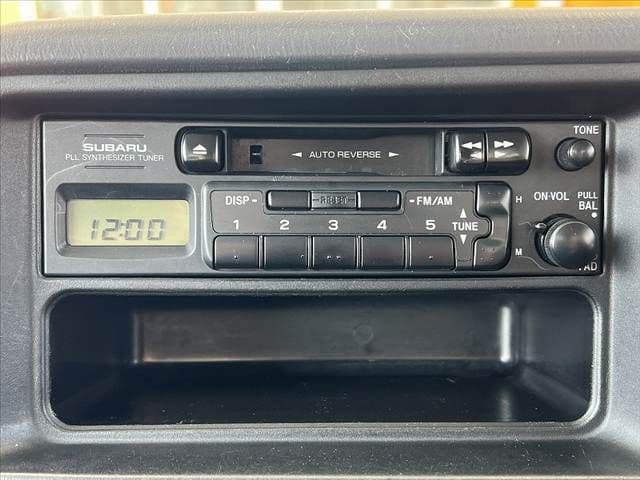 SUBARU
PLL SYNTHESIZER TUNER
◄ AUTO REVERSE ►
TONE
12:00
DISP
RESET
FM/AM
1 2 3 4 5
TUNE
H
M
ON·VOL
PULL
BAL